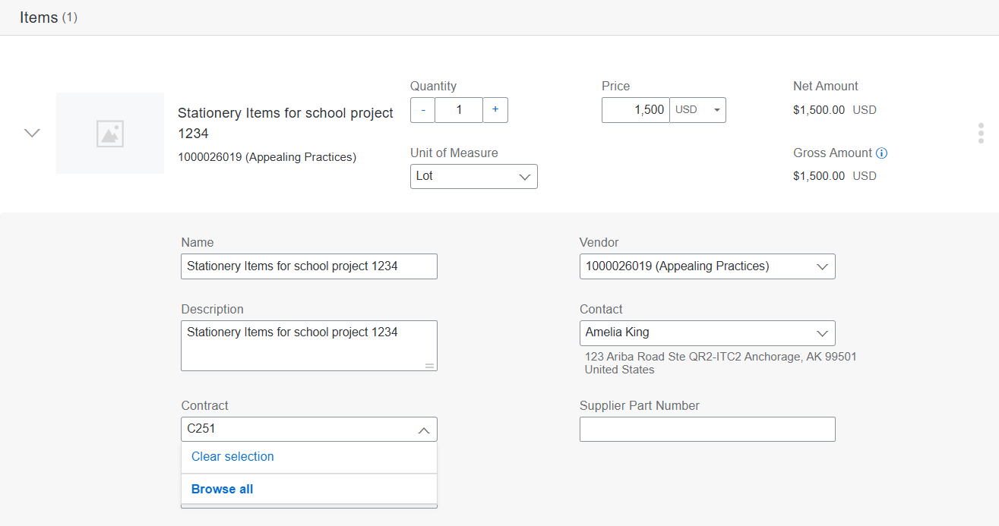 Items (1)
Stationery Items for school project
1234
1000026019 (Appealing Practices)
Quantity
- 1 +
Unit of Measure
Lot
Price
1,500 USD
Net Amount
$1,500.00 USD
Gross Amount
$1,500.00 USD
Name
Stationery Items for school project 1234
Vendor
1000026019 (Appealing Practices)
Description
Stationery Items for school project 1234
Contact
Amelia King
123 Ariba Road Ste QR2-ITC2 Anchorage, AK 99501
United States
Contract
C251
Clear selection
Browse all
Supplier Part Number